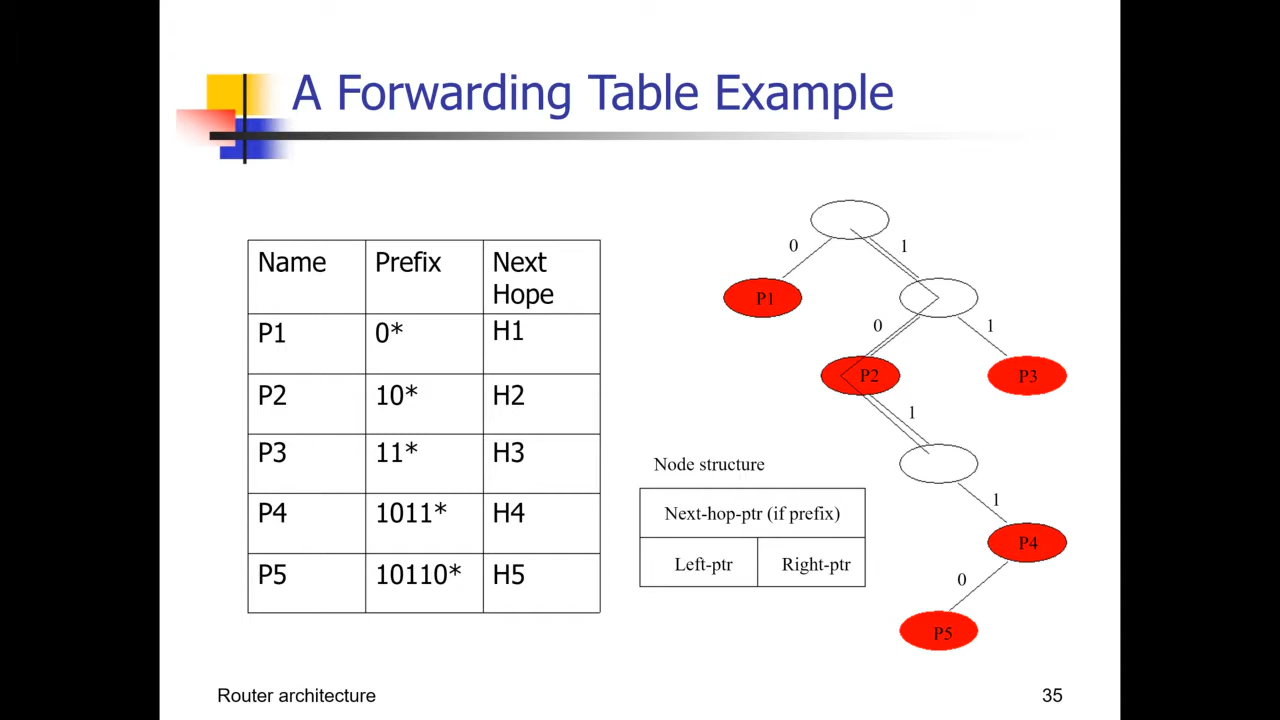 A Forwarding Table Example
Name Prefix Next
Hope
P1 0* H1
P2 10* H2
P3 11* H3
P4 1011* H4
P5 10110* H5
0 1
P1
0 1
P2 P3
1
Node structure
Next-hop-ptr (if prefix)
Left-ptr Right-ptr
1
P4
0
P5
Router architecture
35